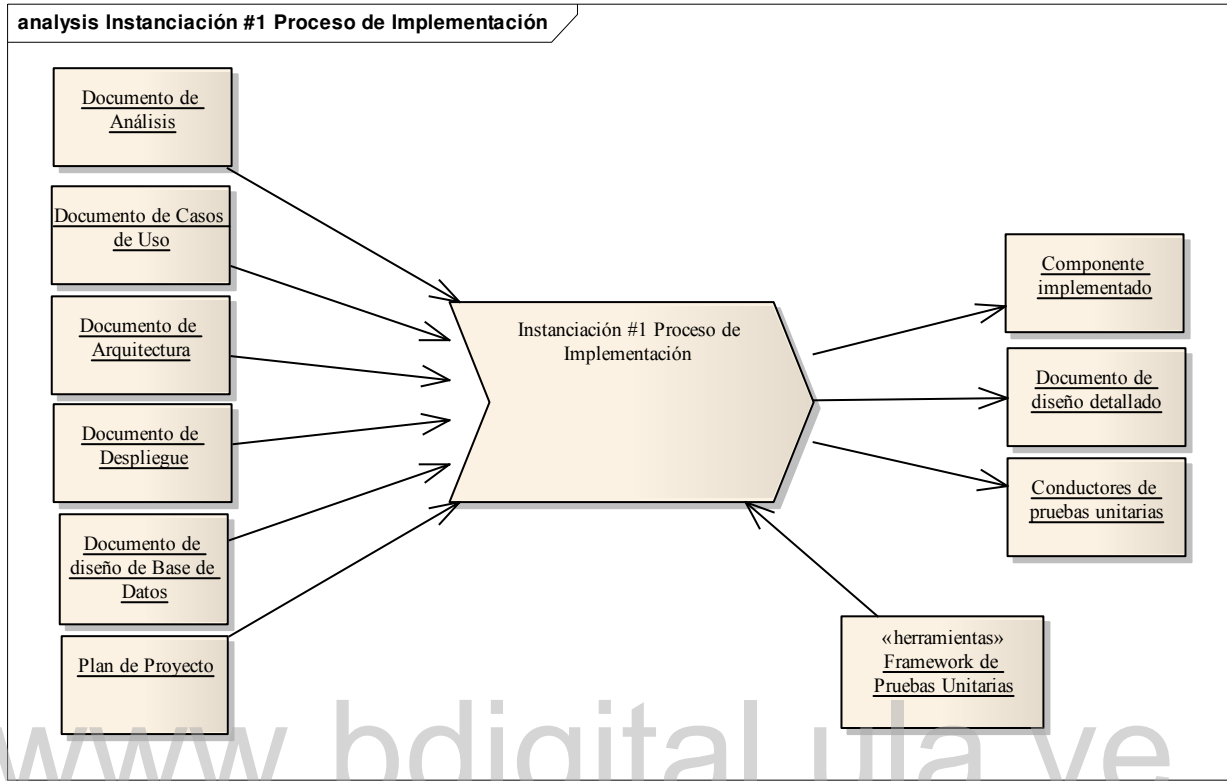 analysis Instanciación #1 Proceso de Implementación
Documento de
Análisis
Documento de Casos
de Uso
Documento de
Arquitectura
Documento de
Despliegue
Documento de
diseño de Base de
Datos
Plan de Proyecto
Instanciación #1 Proceso de
Implementación
Componente
implementado
Documento de
diseño detallado
Conductores de
pruebas unitarias
«herramientas»
Framework de
Pruebas Unitarias
www.bdigital.ula.ve